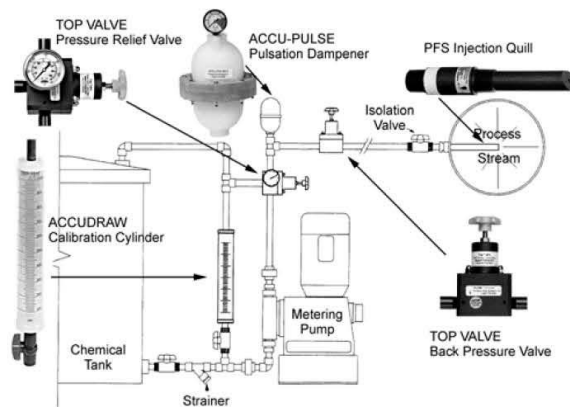 TOP VALVE
Pressure Relief Valve
ACCU-PULSE
Pulsation Dampener
PFS Injection Quill
Isolation
Valve
Process
Stream
ACCUDRAW
Calibration Cylinder
Metering
Pump
TOP VALVE
Back Pressure Valve
Chemical
Tank
Strainer